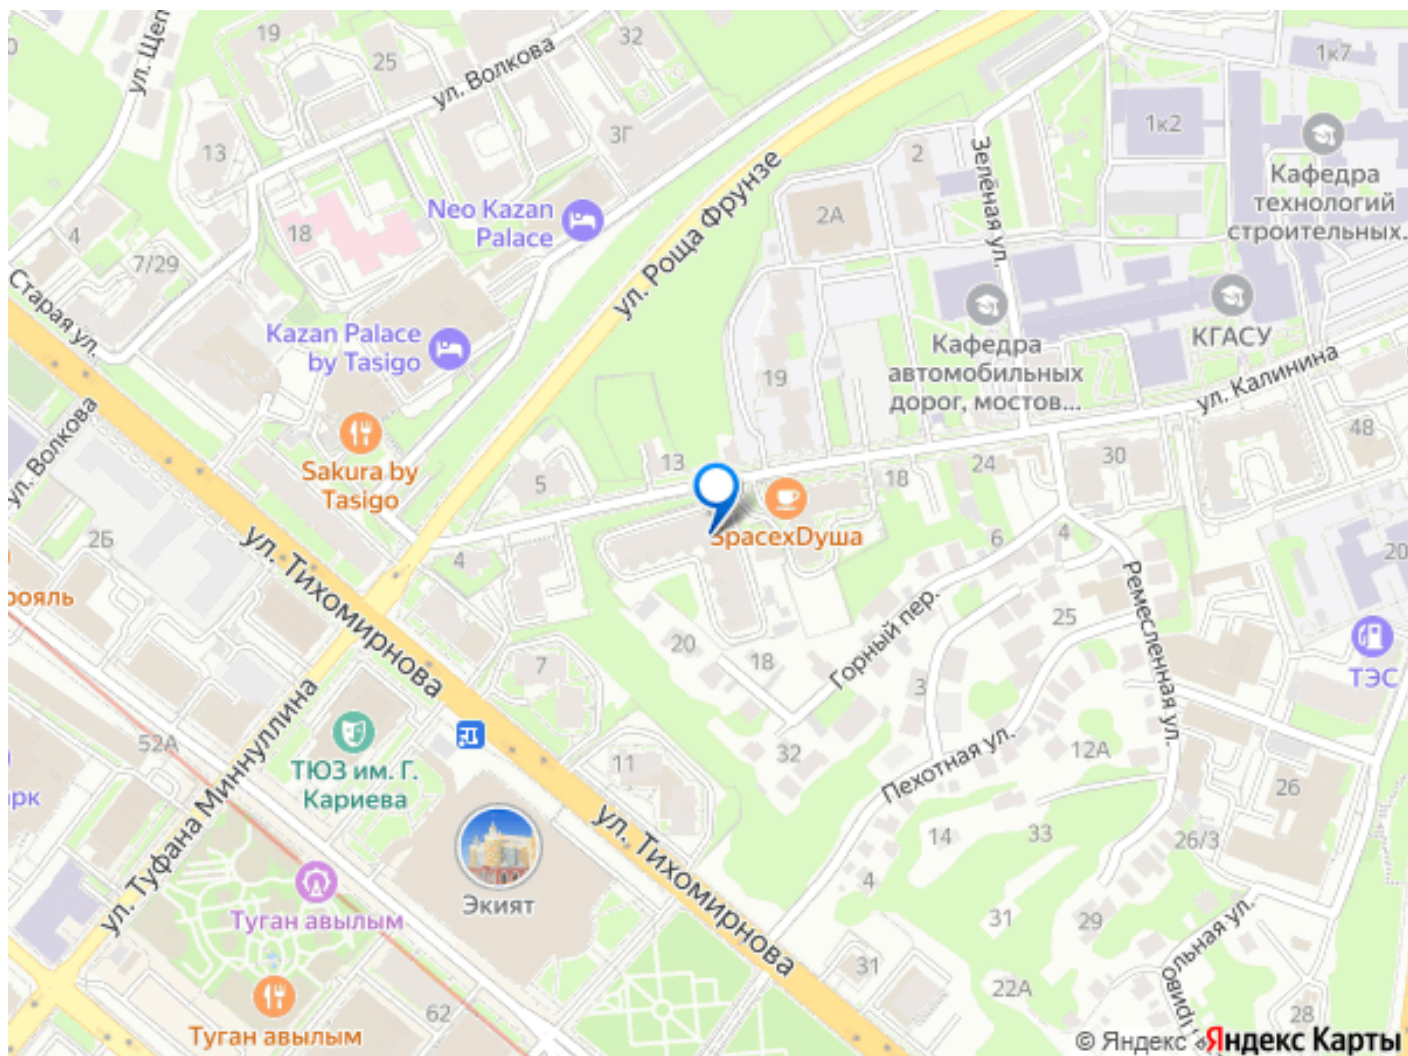 ул. Щеп
19
25
ул. Волкова
32
1к7
13
3Г
2
Зелёная ул.
1к2
Кафедра
технологий
строительных...
Neo Kazan
Palace
ул. Роща Фрунзе
2А
18
4
7/29
Старая ул.
Kazan Palace
by Tasigo
КГАСУ
Кафедра
автомобильных
дорог, мостов...
19
ул. Калинина
ул. Волкова
Sakura by
Tasigo
5
13
18
24
30
48
SpacexДуша
2Б
ул. Тихомирнова
4
6
4
20
рояль
Ремесленная ул.
25
Горный пер.
20
18
7
3
ТЭС
ул. Туфана Миннуллина
52А
ТЮЗ им. Г.
Кариева
32
Пехотная ул.
12А
11
26
арк
ул. Тихомирнова
14
33
26/3
Экият
4
Туган авылым
31
29
31
22А
28
62
Туган авылым
© Яндекс
Яндекс Карты